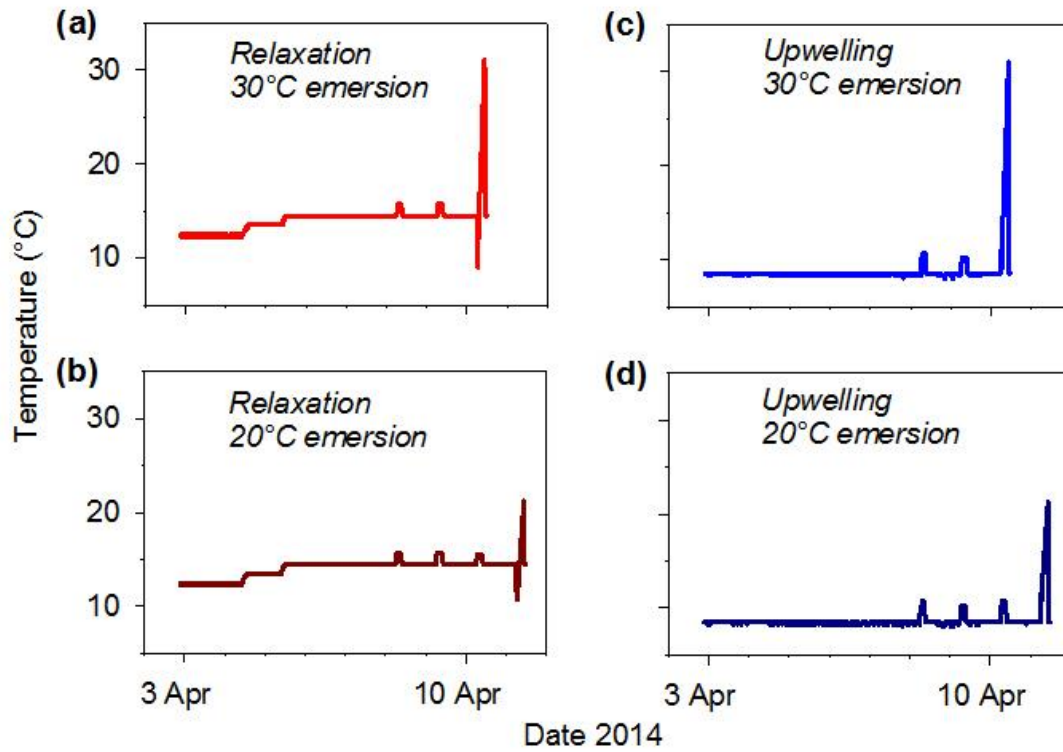 (a)
Relaxation
30°C emersion
30
20
10
(c)
Upwelling
30°C emersion
Temperature (°C)
(b)
Relaxation
20°C emersion
30
20
10
3 Apr
10 Apr
(d)
Upwelling
20°C emersion
3 Apr
10 Apr
Date 2014